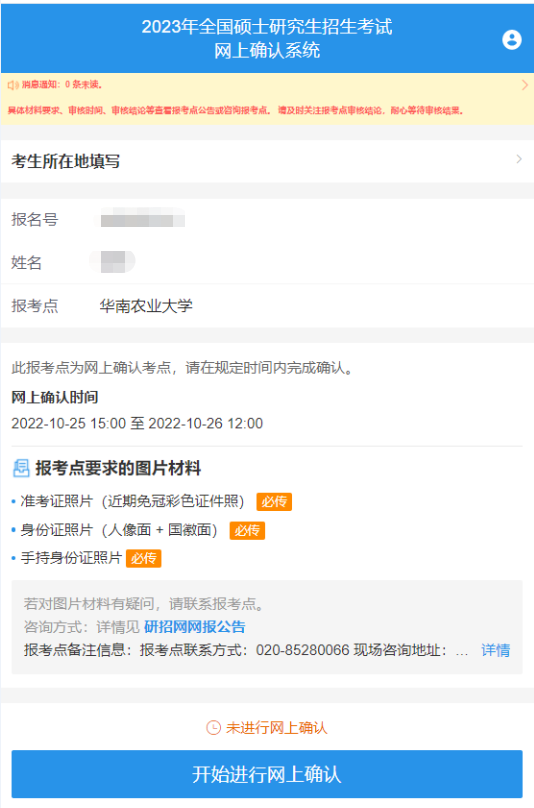 2023年全国硕士研究生招生考试
网上确认系统
消息通知：0 条未读。
具体材料要求、审核时间、审核结论等查看报考点公告或咨询报考点。 请及时关注报考点审核结论，耐心等待审核结果。
考生所在地填写
报名号
姓名
报考点 华南农业大学
此报考点为网上确认考点，请在规定时间内完成确认。
网上确认时间
2022-10-25 15:00 至 2022-10-26 12:00
报考点要求的图片材料
• 准考证照片（近期免冠彩色证件照） 必传
• 身份证照片（人像面 + 国徽面） 必传
• 手持身份证照片 必传
若对图片材料有疑问，请联系报考点。
咨询方式：详情见 研招网网报公告
报考点备注信息：报考点联系方式：020-85280066 现场咨询地址：... 详情
未进行网上确认
开始进行网上确认